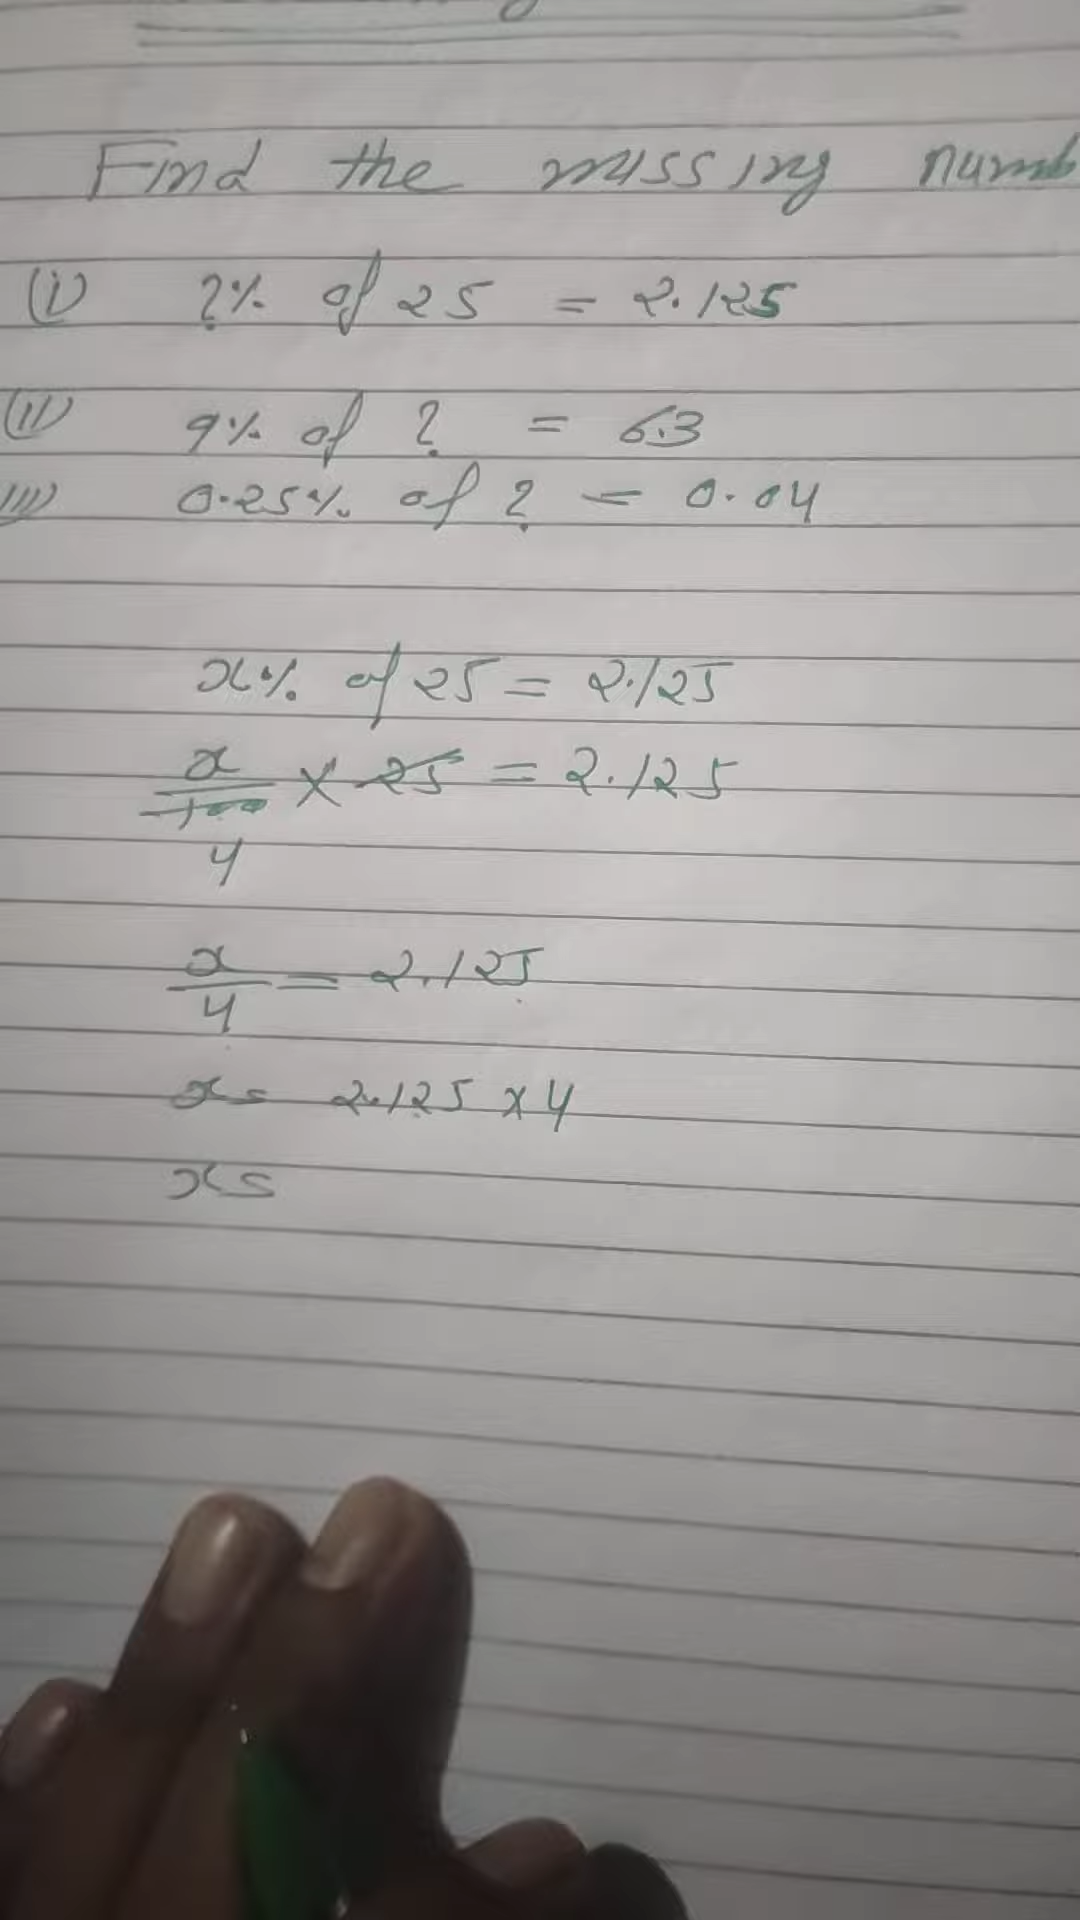 Find the missing numb
(i) ?% of 25 = 2.125
(ii) 9% of ? = 6.3
(iii) 0.25% of ? = 0.04
x% of 25 = 2.125
x/100 × 25 = 2.125
4
x/4 = 2.125
x = 2.125 × 4
x =